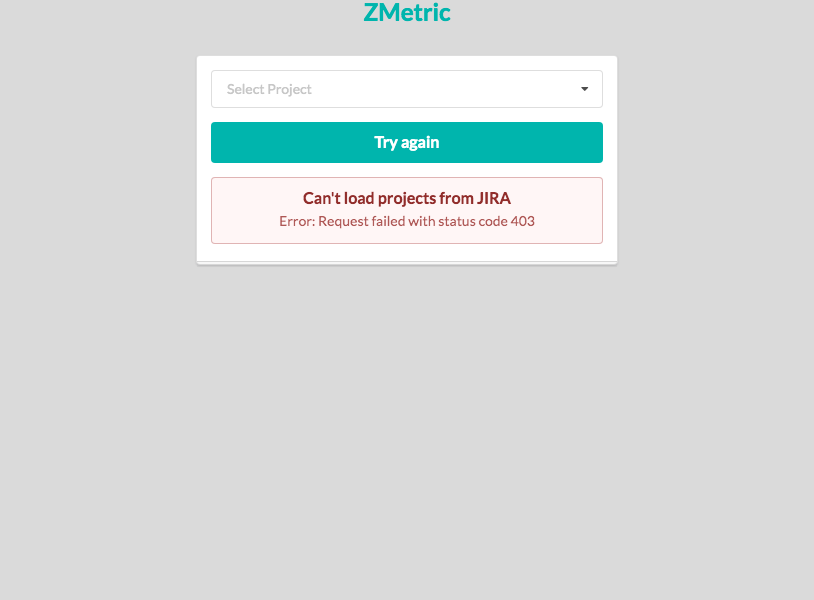 ZMetric
Select Project
Try again
Can't load projects from JIRA
Error: Request failed with status code 403